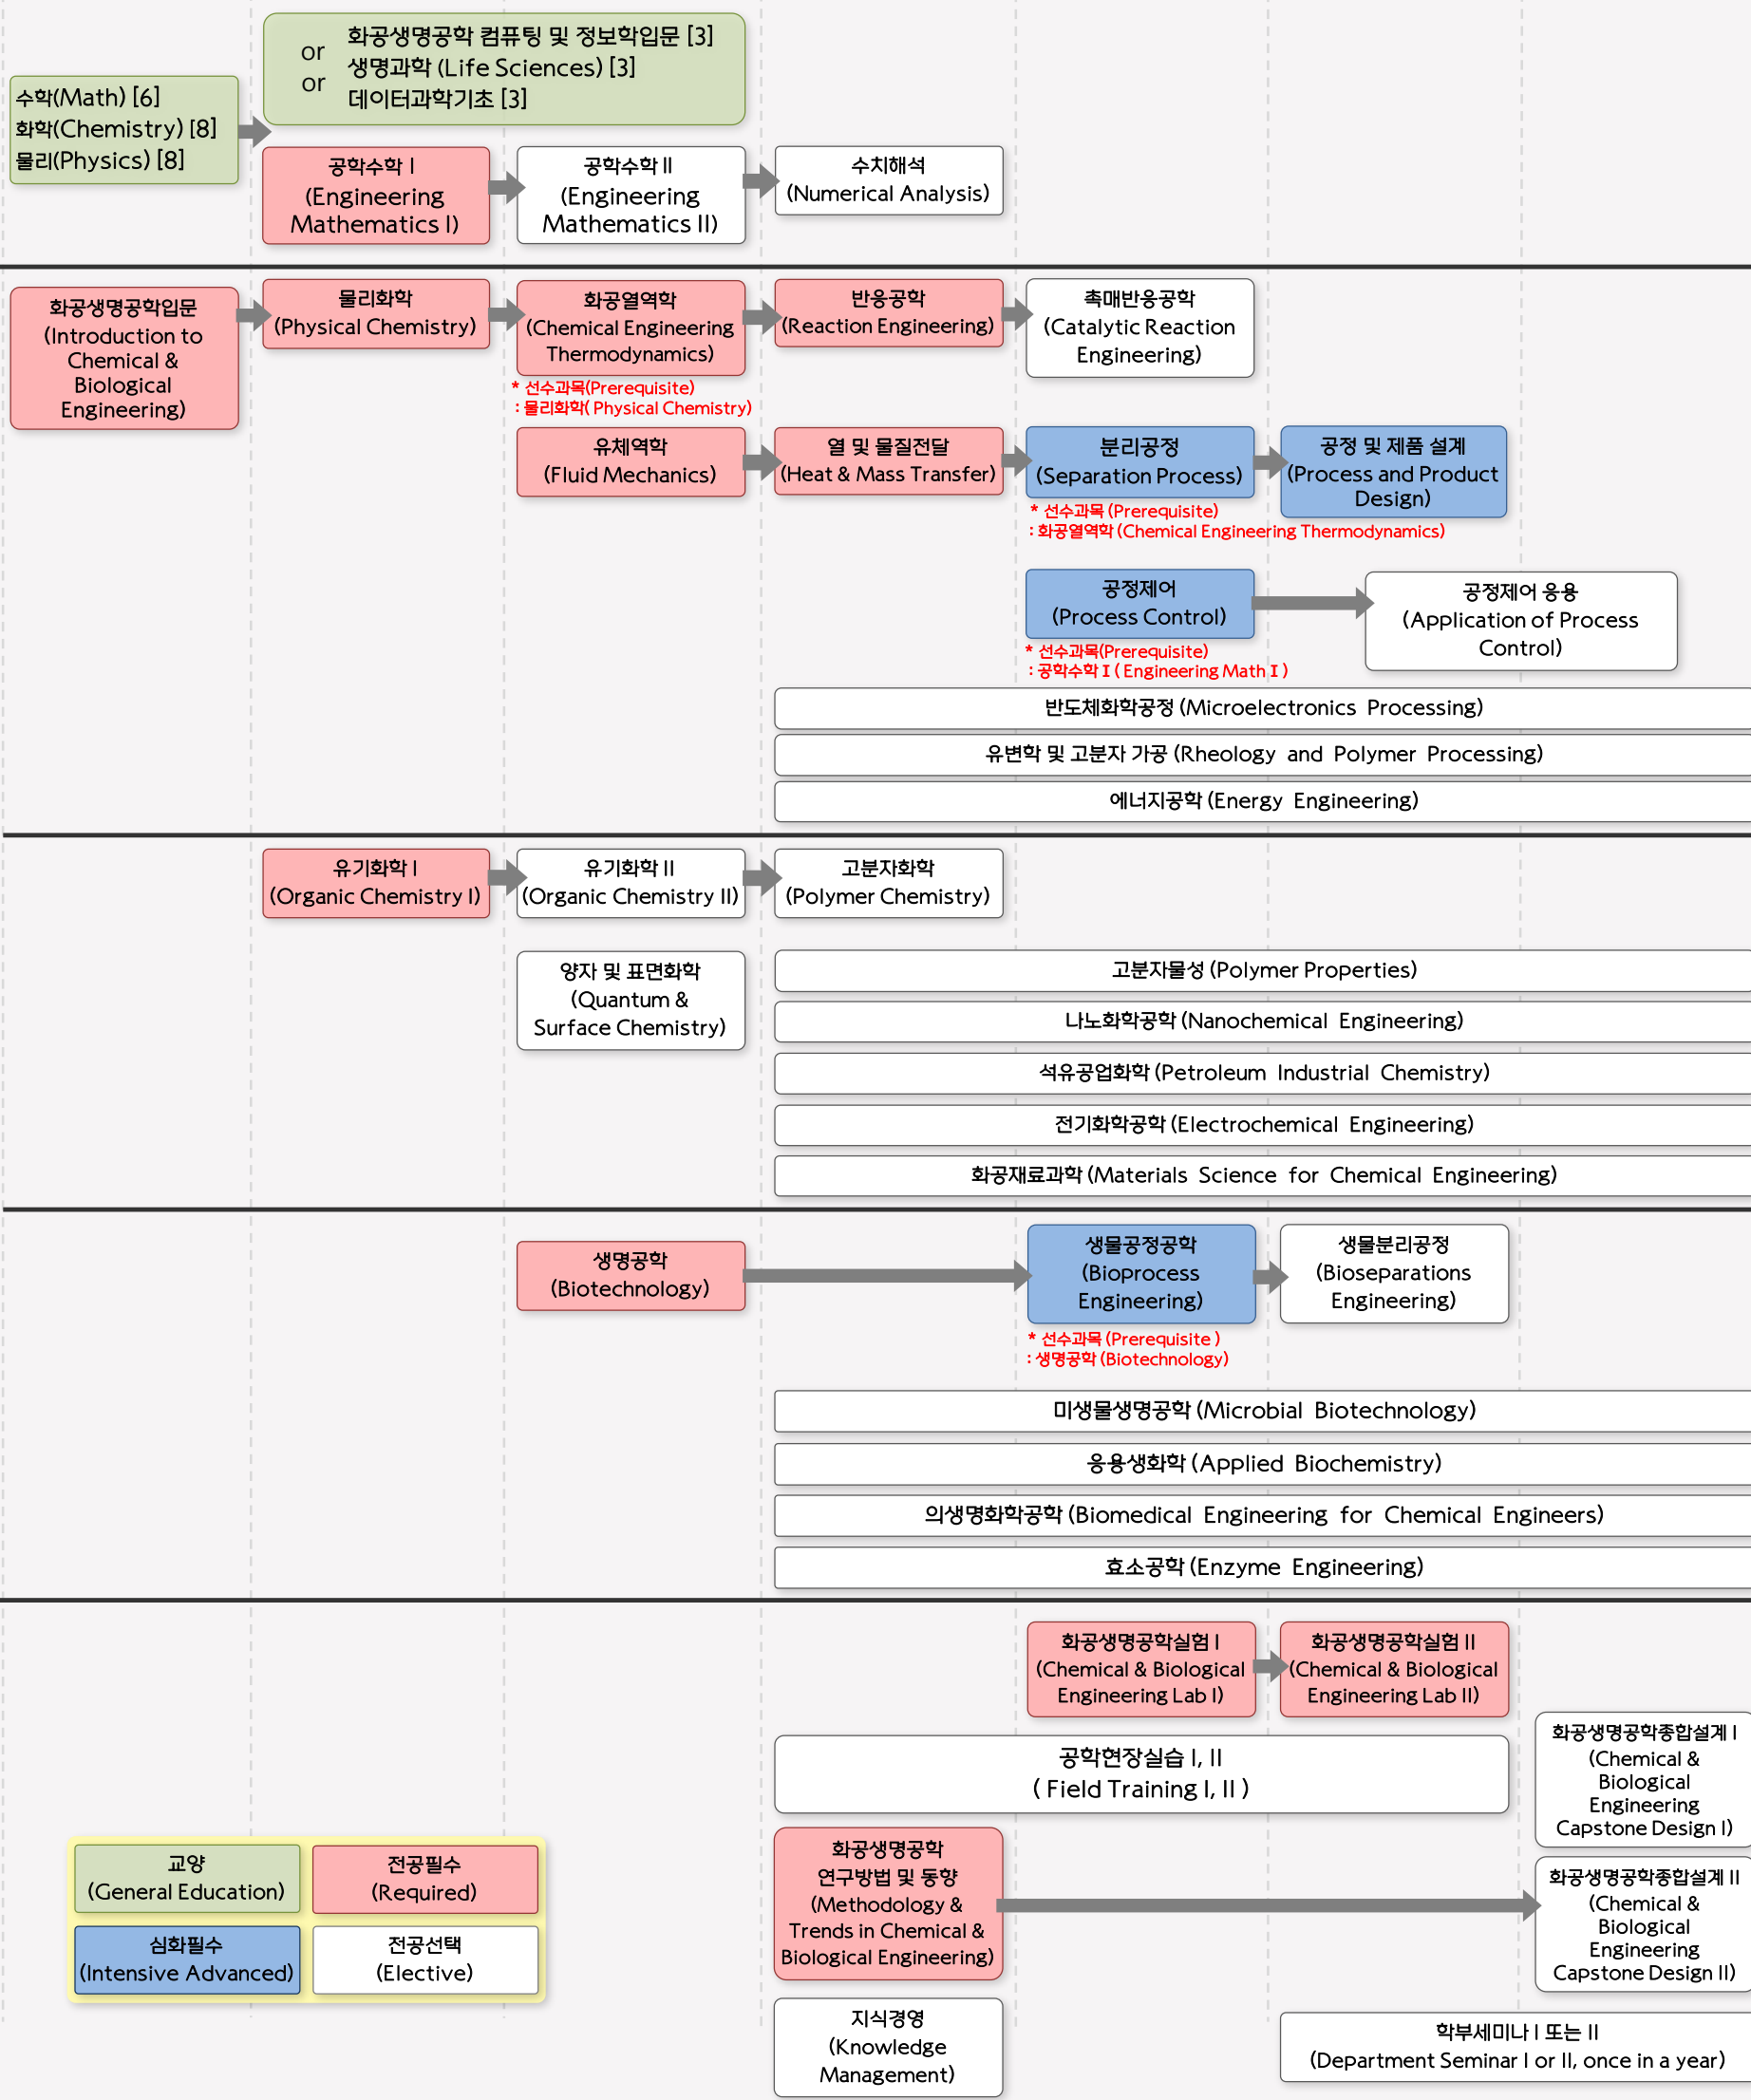 수학(Math) [6]
화학(Chemistry) [8]
물리(Physics) [8]
화공생명공학 컴퓨팅 및 정보학입문 [3]
or 생명과학 (Life Sciences) [3]
or 데이터과학기초 [3]
공학수학 I
(Engineering
Mathematics I)
공학수학 II
(Engineering
Mathematics II)
수치해석
(Numerical Analysis)
화공생명공학입문
(Introduction to
Chemical &
Biological
Engineering)
물리화학
(Physical Chemistry)
화공열역학
(Chemical Engineering
Thermodynamics)
* 선수과목(Prerequisite)
: 물리화학( Physical Chemistry)
반응공학
(Reaction Engineering)
촉매반응공학
(Catalytic Reaction
Engineering)
유체역학
(Fluid Mechanics)
열 및 물질전달
(Heat & Mass Transfer)
분리공정
(Separation Process)
* 선수과목 (Prerequisite)
: 화공열역학 (Chemical Engineering Thermodynamics)
공정 및 제품 설계
(Process and Product
Design)
공정제어
(Process Control)
* 선수과목(Prerequisite)
: 공학수학 I ( Engineering Math I )
공정제어 응용
(Application of Process
Control)
반도체화학공정 (Microelectronics Processing)
유변학 및 고분자 가공 (Rheology and Polymer Processing)
에너지공학 (Energy Engineering)
유기화학 I
(Organic Chemistry I)
유기화학 II
(Organic Chemistry II)
고분자화학
(Polymer Chemistry)
양자 및 표면화학
(Quantum &
Surface Chemistry)
고분자물성 (Polymer Properties)
나노화학공학 (Nanochemical Engineering)
석유공업화학 (Petroleum Industrial Chemistry)
전기화학공학 (Electrochemical Engineering)
화공재료과학 (Materials Science for Chemical Engineering)
생명공학
(Biotechnology)
생물공정공학
(Bioprocess
Engineering)
* 선수과목 (Prerequisite )
: 생명공학 (Biotechnology)
생물분리공정
(Bioseparations
Engineering)
미생물생명공학 (Microbial Biotechnology)
응용생화학 (Applied Biochemistry)
의생명화학공학 (Biomedical Engineering for Chemical Engineers)
효소공학 (Enzyme Engineering)
화공생명공학실험 I
(Chemical & Biological
Engineering Lab I)
화공생명공학실험 II
(Chemical & Biological
Engineering Lab II)
공학현장실습 I, II
( Field Training I, II )
화공생명공학종합설계 I
(Chemical &
Biological
Engineering
Capstone Design I)
화공생명공학
연구방법 및 동향
(Methodology &
Trends in Chemical &
Biological Engineering)
화공생명공학종합설계 II
(Chemical &
Biological
Engineering
Capstone Design II)
교양
(General Education)
전공필수
(Required)
심화필수
(Intensive Advanced)
전공선택
(Elective)
지식경영
(Knowledge
Management)
학부세미나 I 또는 II
(Department Seminar I or II, once in a year)